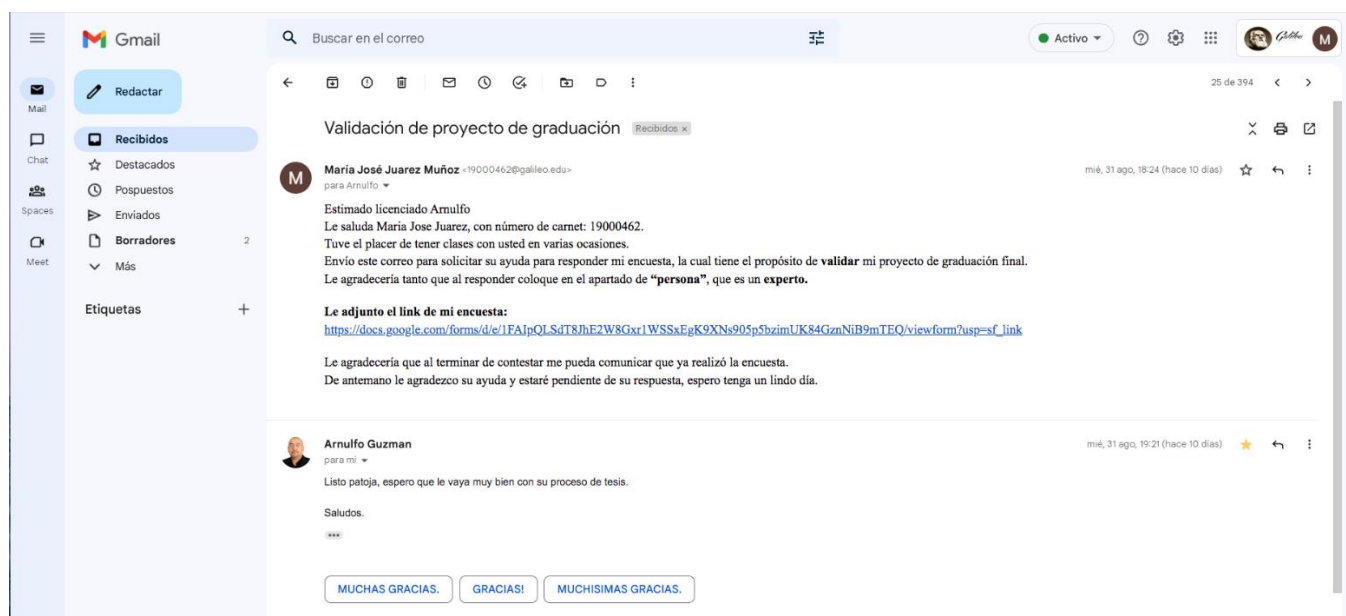 Gmail
Buscar en el correo
Activo
Galileo
M
Mail
Chat
Spaces
Meet
Redactar
Recibidos
Destacados
Pospuestos
Enviados
Borradores 2
Más
Etiquetas
25 de 394
Validación de proyecto de graduación Recibidos x
M
María José Juarez Muñoz <19000462@galileo.edu> mié, 31 ago, 18:24 (hace 10 días)
para Arnulfo
Estimado licenciado Arnulfo
Le saluda Maria Jose Juarez, con número de carnet: 19000462.
Tuve el placer de tener clases con usted en varias ocasiones.
Envío este correo para solicitar su ayuda para responder mi encuesta, la cual tiene el propósito de validar mi proyecto de graduación final.
Le agradecería tanto que al responder coloque en el apartado de “persona”, que es un experto.
Le adjunto el link de mi encuesta:
https://docs.google.com/forms/d/e/1FAIpQLSdT8JhE2W8Gxr1WSSxEgK9XNs905p5bzimUK84GznNiB9mTEQ/viewform?usp=sf_link
Le agradecería que al terminar de contestar me pueda comunicar que ya realizó la encuesta.
De antemano le agradezco su ayuda y estaré pendiente de su respuesta, espero tenga un lindo día.
Arnulfo Guzman mié, 31 ago, 19:21 (hace 10 días)
para mí
Listo patoja, espero que le vaya muy bien con su proceso de tesis.
Saludos.
MUCHAS GRACIAS. GRACIAS! MUCHISIMAS GRACIAS.